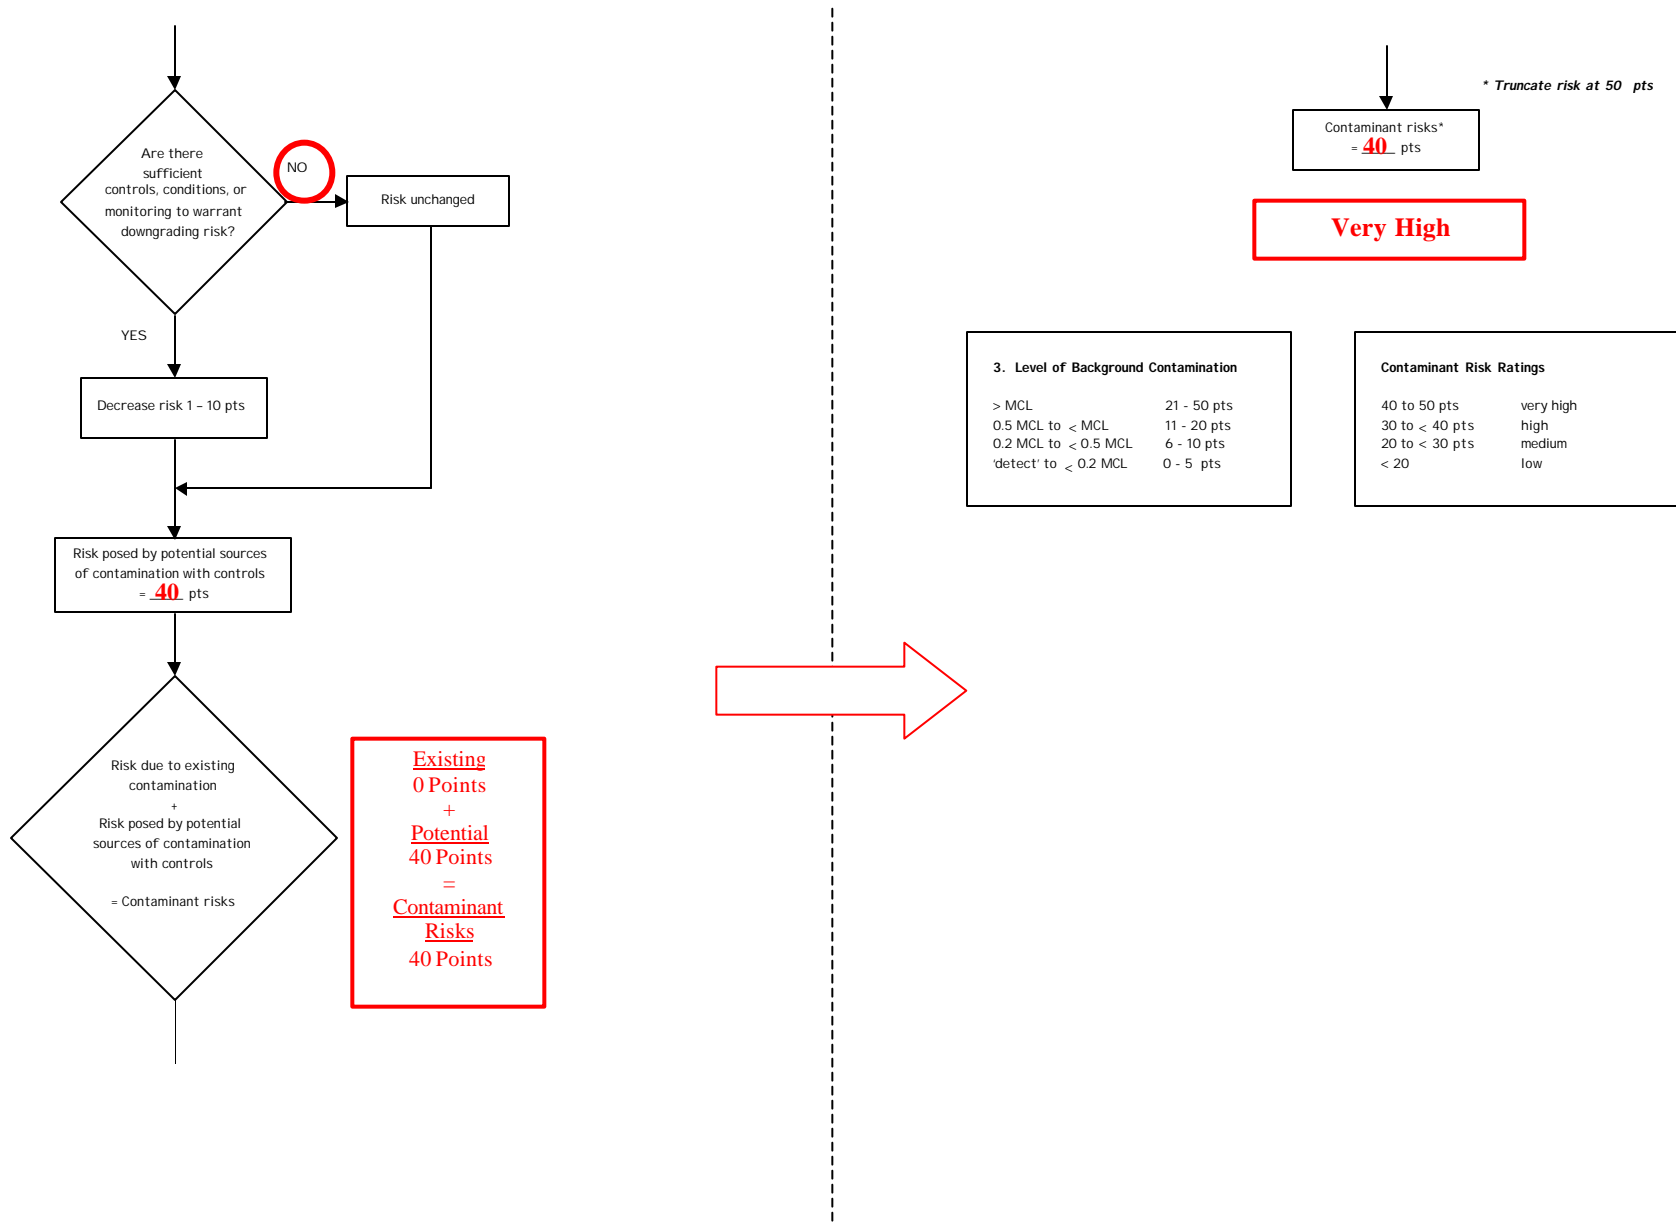 Are there
sufficient
controls, conditions, or
monitoring to warrant
downgrading risk?
NO
Risk unchanged
YES
Decrease risk 1 – 10 pts
Risk posed by potential sources
of contamination with controls
= 40 pts
Risk due to existing
contamination
+
Risk posed by potential
sources of contamination
with controls
= Contaminant risks
Existing
0 Points
+
Potential
40 Points
=
Contaminant
Risks
40 Points
* Truncate risk at 50 pts
Contaminant risks*
= 40 pts
Very High
3. Level of Background Contamination
> MCL 21 - 50 pts
0.5 MCL to < MCL 11 - 20 pts
0.2 MCL to < 0.5 MCL 6 - 10 pts
'detect' to < 0.2 MCL 0 - 5 pts
Contaminant Risk Ratings
40 to 50 pts very high
30 to < 40 pts high
20 to < 30 pts medium
< 20 low